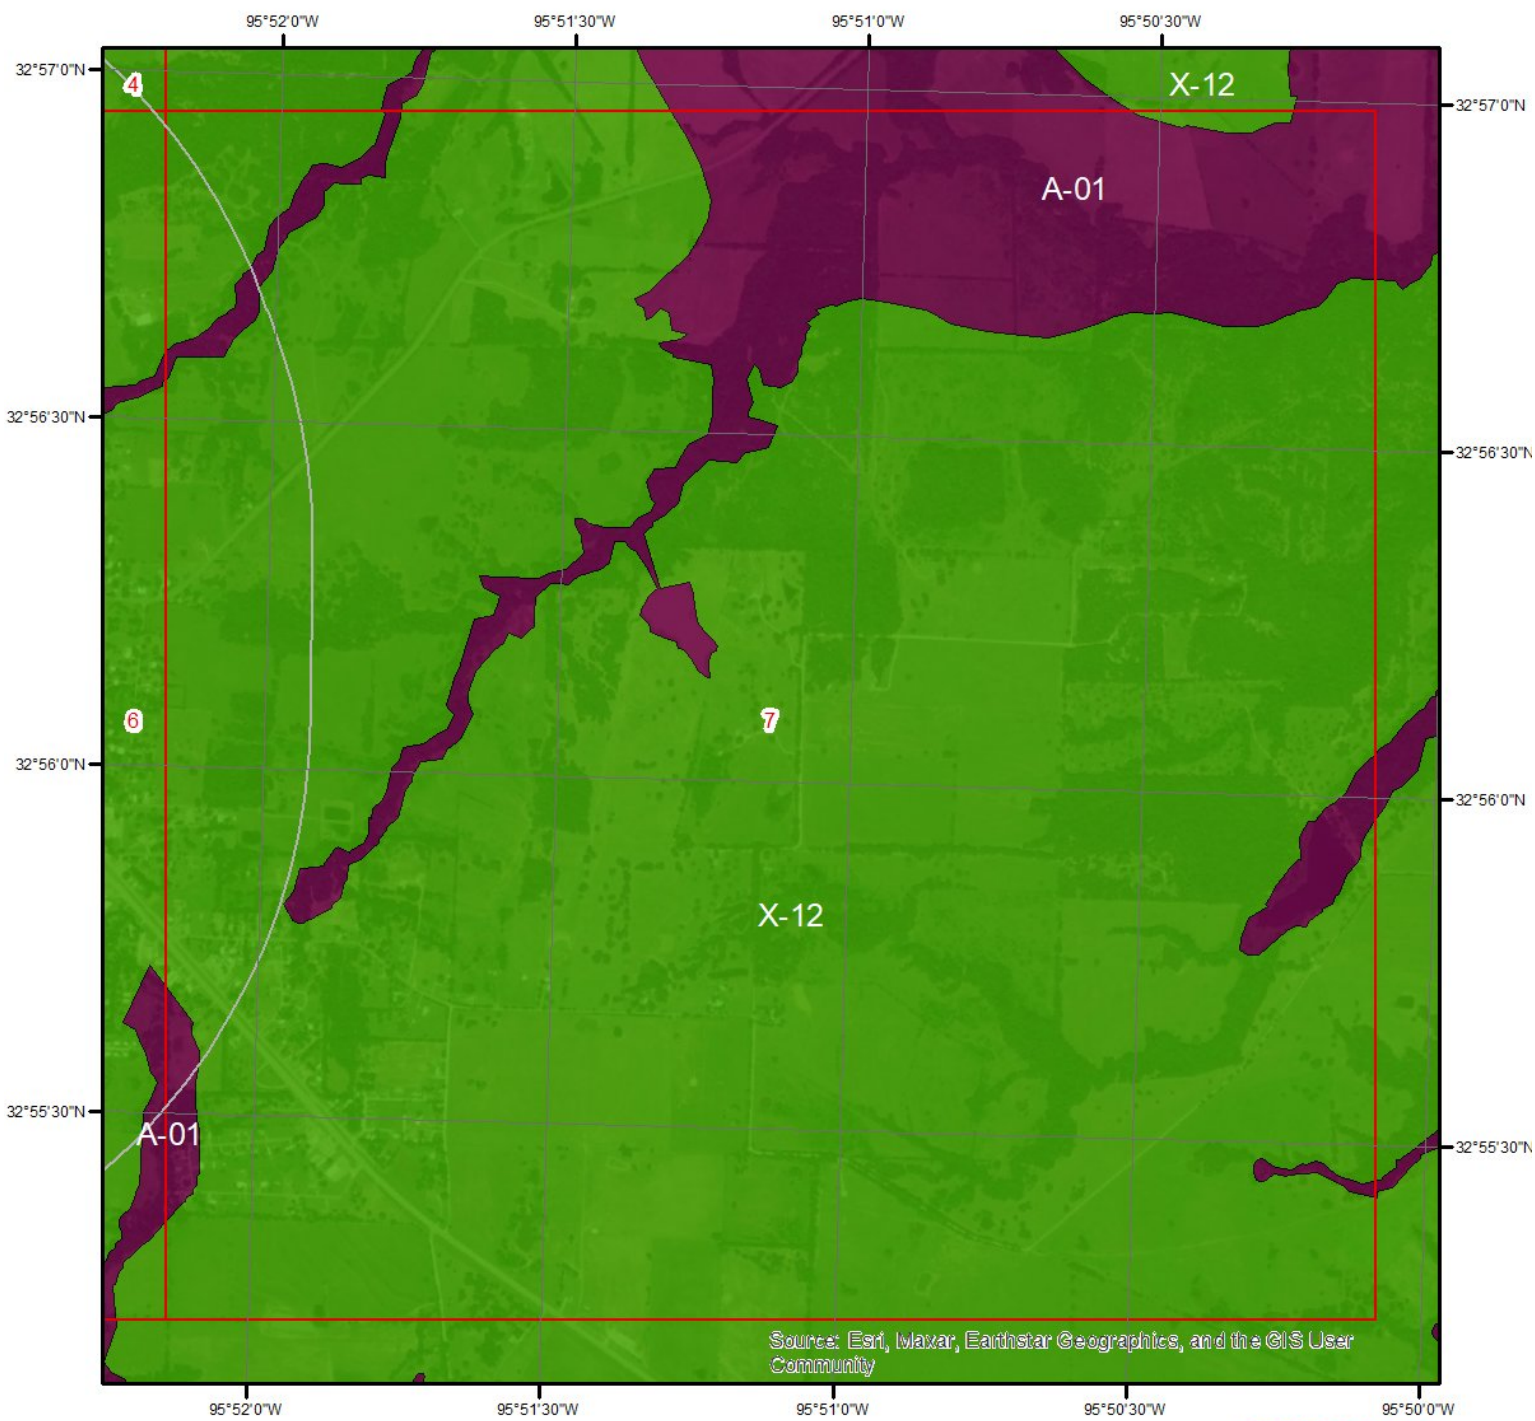 95°52'0"W
95°51'30"W
95°51'0"W
95°50'30"W
32°57'0"N
4
X-12
32°57'0"N
A-01
32°56'30"N
32°56'30"N
6
7
32°56'0"N
32°56'0"N
X-12
32°55'30"N
A-01
32°55'30"N
Source: Esri, Maxar, Earthstar Geographics, and the GIS User
Community
95°52'0"W
95°51'30"W
95°51'0"W
95°50'30"W
95°50'0"W